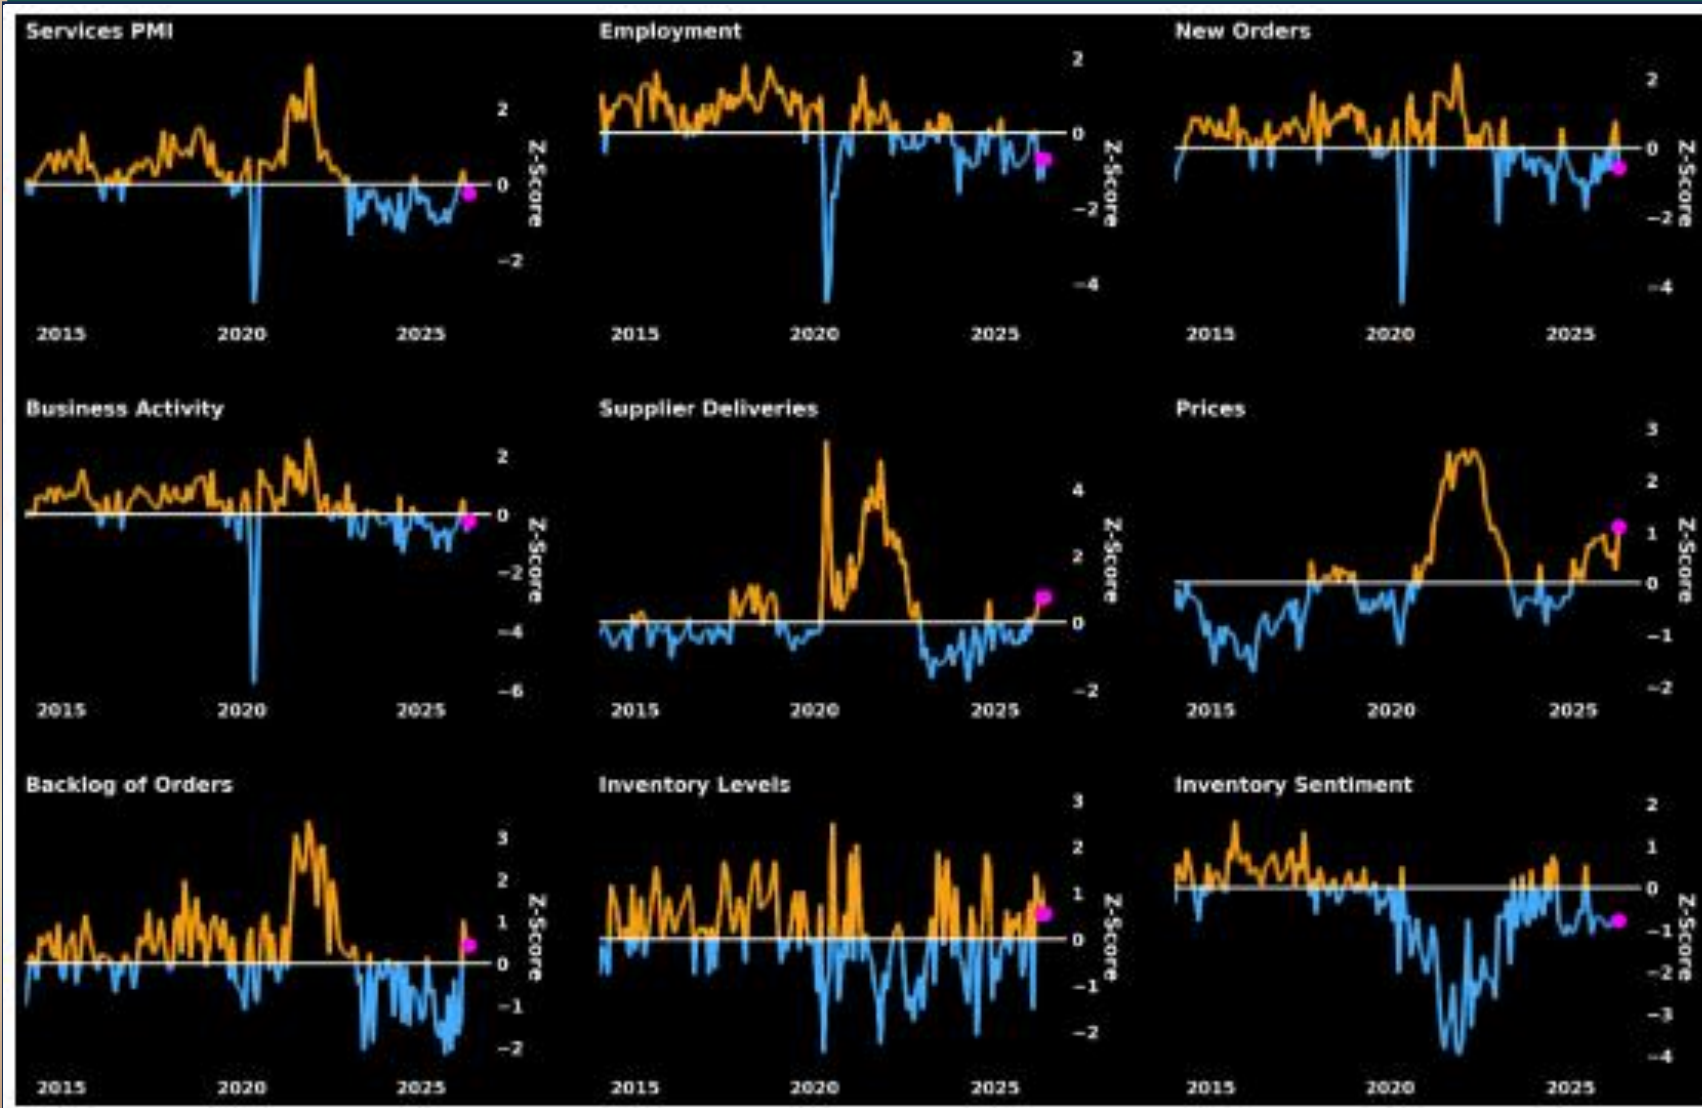 Services PMI
2
0
−2
Z-Score
2015 2020 2025
Employment
2
0
−2
−4
Z-Score
2015 2020 2025
New Orders
2
0
−2
−4
Z-Score
2015 2020 2025
Business Activity
2
0
−2
−4
−6
Z-Score
2015 2020 2025
Supplier Deliveries
4
2
0
−2
Z-Score
2015 2020 2025
Prices
3
2
1
0
−1
−2
Z-Score
2015 2020 2025
Backlog of Orders
3
2
1
0
−1
−2
Z-Score
2015 2020 2025
Inventory Levels
3
2
1
0
−1
−2
Z-Score
2015 2020 2025
Inventory Sentiment
2
1
0
−1
−2
−3
−4
Z-Score
2015 2020 2025